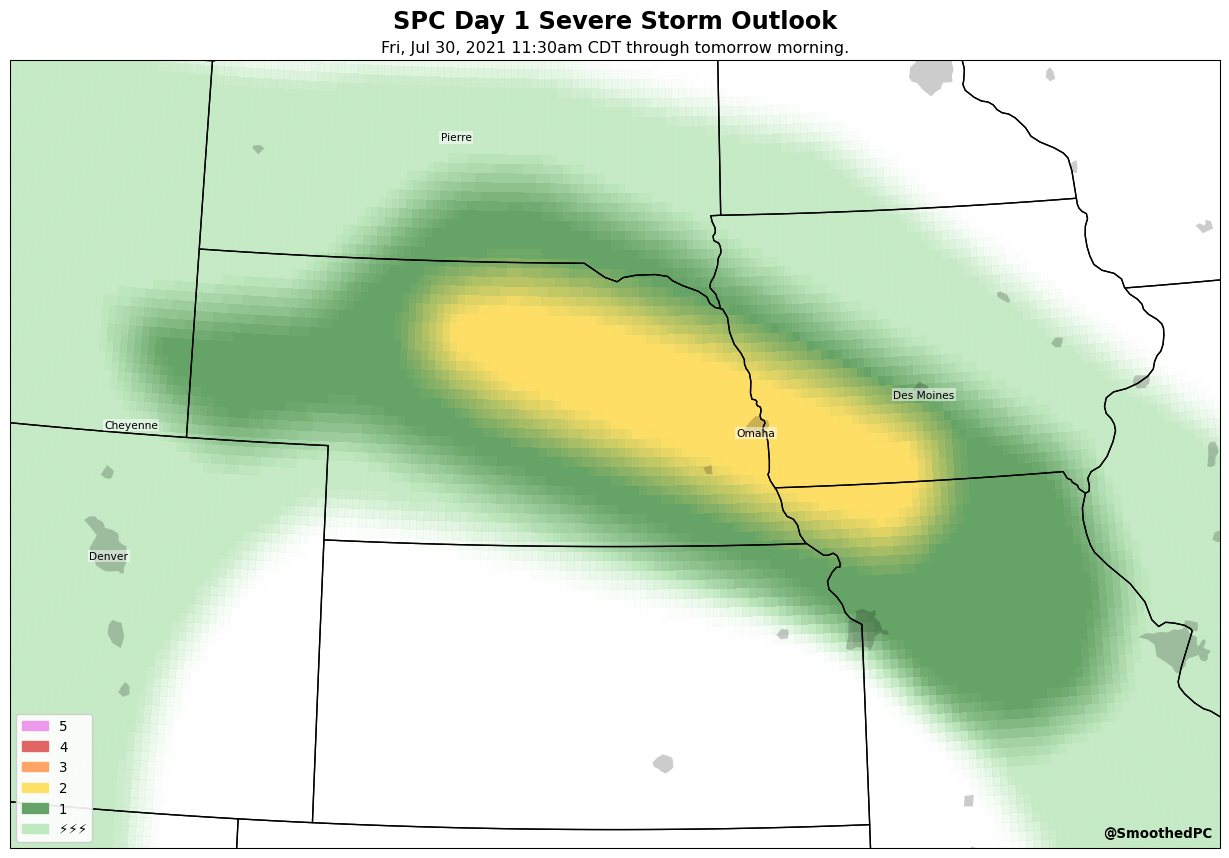 SPC Day 1 Severe Storm Outlook
Fri, Jul 30, 2021 11:30am CDT through tomorrow morning.
Pierre
Des Moines
Cheyenne
Omaha
Denver
5
4
3
2
1
⚡⚡⚡
@SmoothedPC